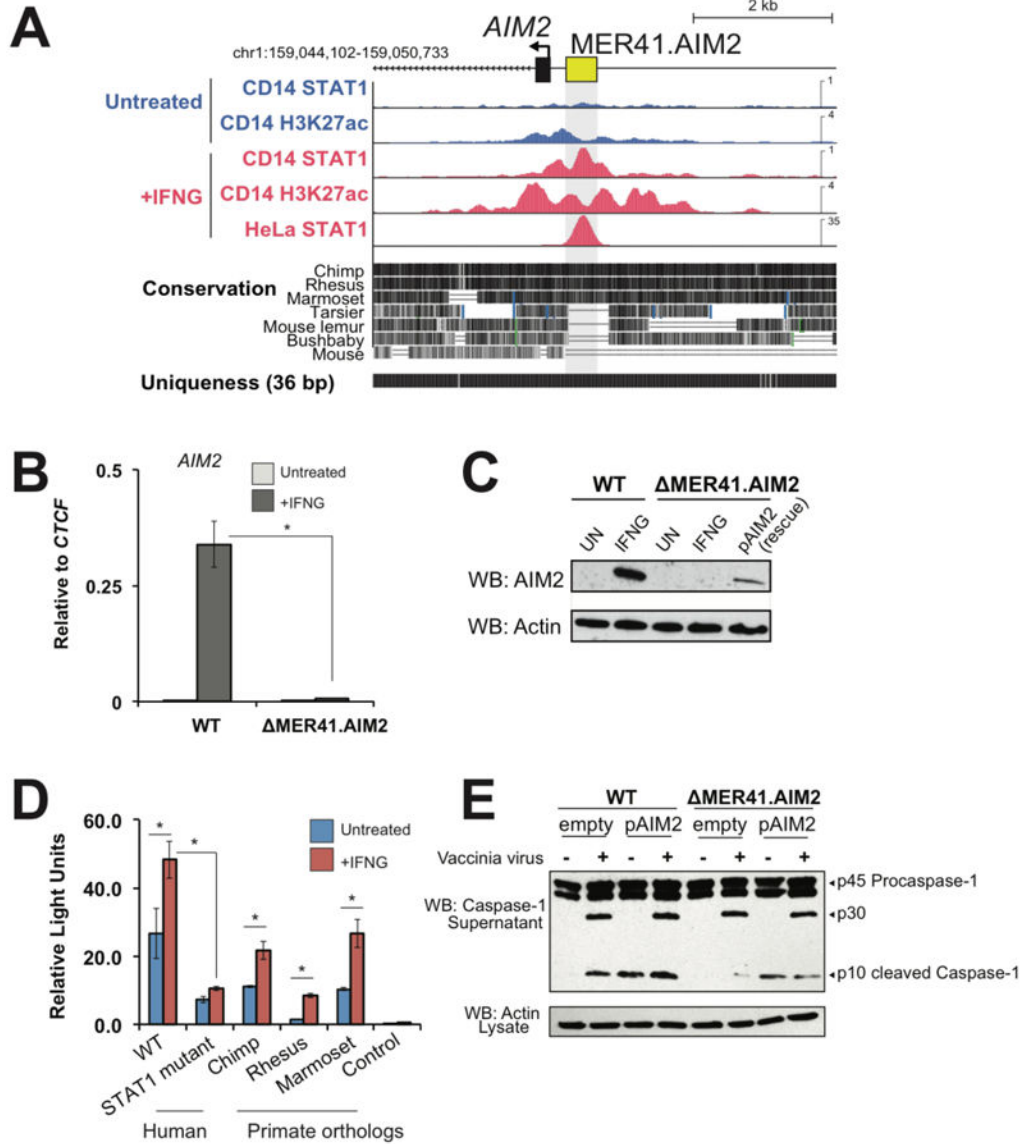 A
2 kb
AIM2
MER41.AIM2
chr1:159,044,102-159,050,733
Untreated
CD14 STAT1
1
CD14 H3K27ac
4
+IFNG
CD14 STAT1
1
CD14 H3K27ac
4
HeLa STAT1
35
Conservation
Chimp
Rhesus
Marmoset
Tarsier
Mouse lemur
Bushbaby
Mouse
Uniqueness (36 bp)
B
AIM2
Untreated
+IFNG
Relative to CTCF
0.5
0.25
0
*
WT
ΔMER41.AIM2
C
WT
ΔMER41.AIM2
UN
IFNG
UN
IFNG
pAIM2
(rescue)
WB: AIM2
WB: Actin
D
Relative Light Units
60.0
40.0
20.0
0.0
Untreated
+IFNG
*
*
*
*
*
WT
STAT1 mutant
Chimp
Rhesus
Marmoset
Control
Human
Primate orthologs
E
WT
ΔMER41.AIM2
empty
pAIM2
empty
pAIM2
Vaccinia virus
- + - + - + - +
WB: Caspase-1
Supernatant
p45 Procaspase-1
p30
p10 cleaved Caspase-1
WB: Actin
Lysate